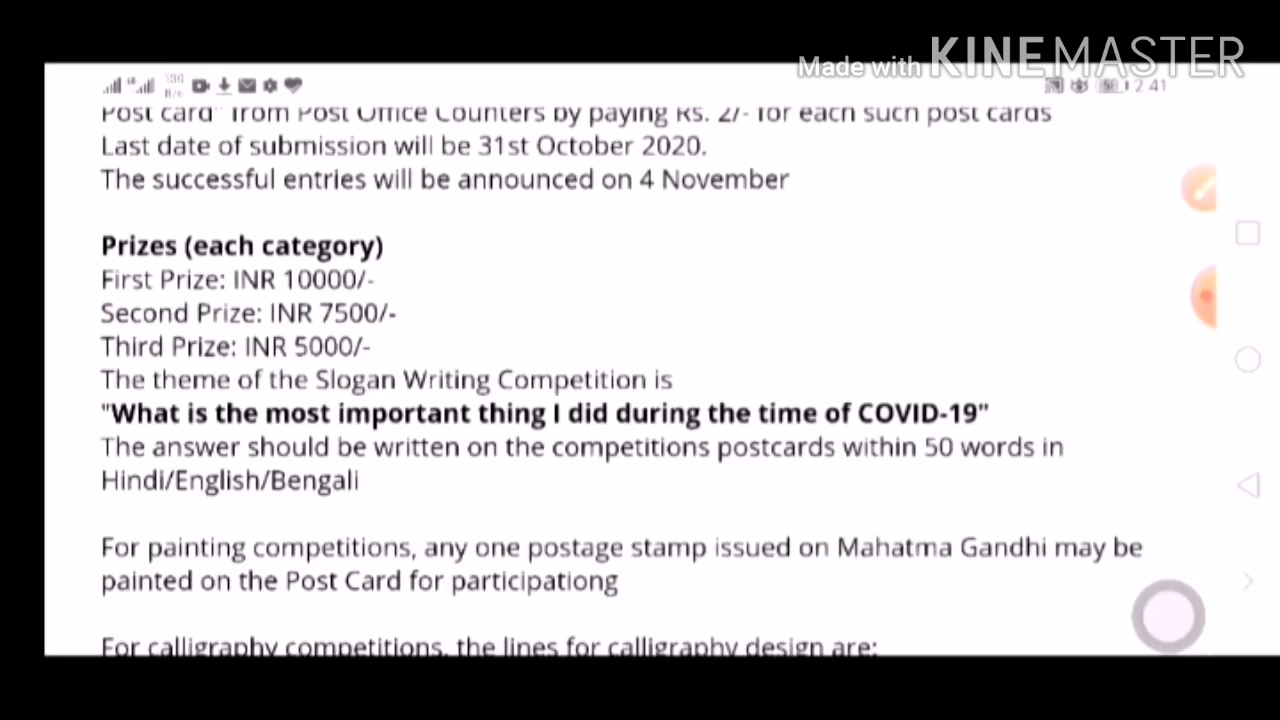 Made with KINEMASTER
2 41
Post card" from Post Office Counters by paying Rs. 2/- for each such post cards
Last date of submission will be 31st October 2020.
The successful entries will be announced on 4 November
Prizes (each category)
First Prize: INR 10000/-
Second Prize: INR 7500/-
Third Prize: INR 5000/-
The theme of the Slogan Writing Competition is
"What is the most important thing I did during the time of COVID-19"
The answer should be written on the competitions postcards within 50 words in
Hindi/English/Bengali
For painting competitions, any one postage stamp issued on Mahatma Gandhi may be
painted on the Post Card for participationg
For calligraphy competitions, the lines for calligraphy design are: